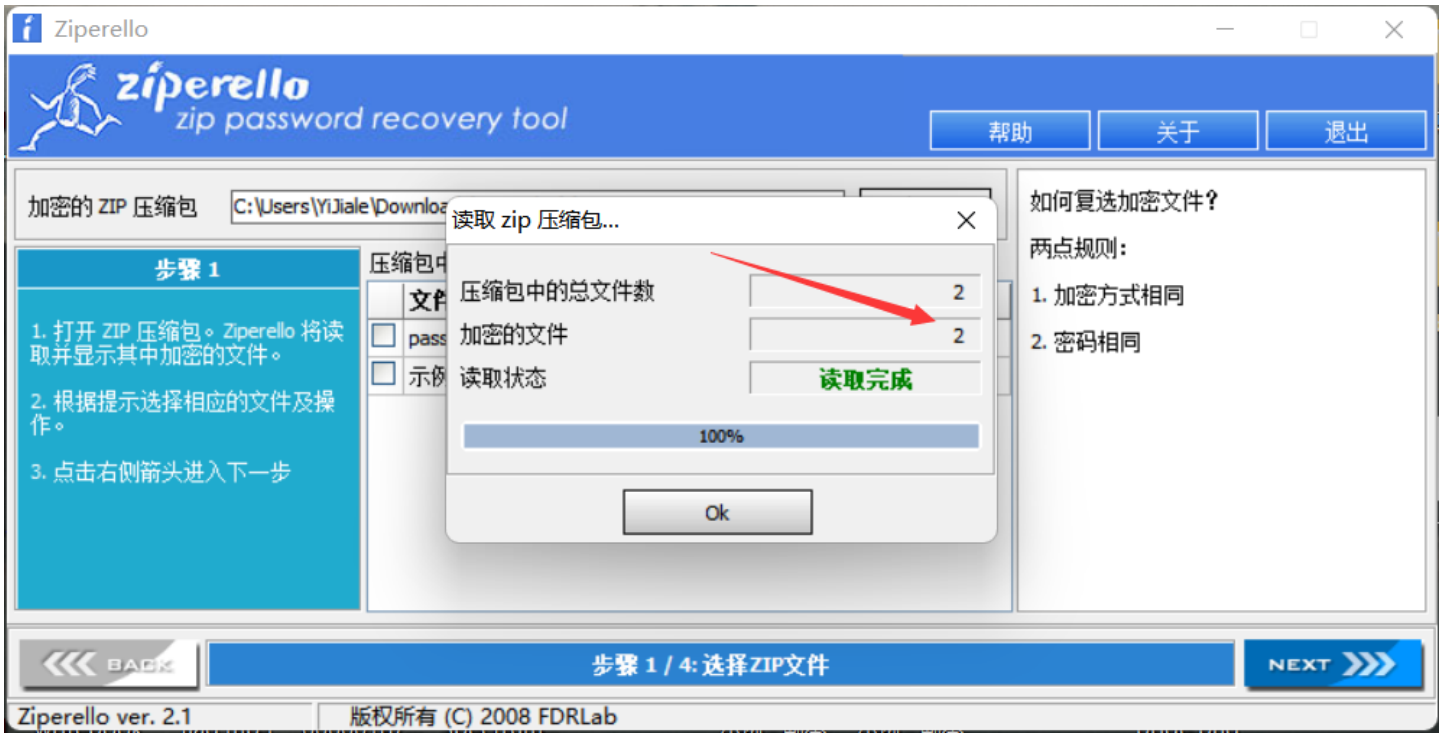 Ziperello
ziperello
zip password recovery tool
帮助
关于
退出
加密的 ZIP 压缩包
C:\Users\YiJiale\Downloa
读取 zip 压缩包...
步骤 1
1. 打开 ZIP 压缩包。Ziperello 将读
取并显示其中加密的文件。
2. 根据提示选择相应的文件及操
作。
3. 点击右侧箭头进入下一步
压缩包中
文件
pass
示例
压缩包中的总文件数
2
加密的文件
2
读取状态
读取完成
100%
Ok
如何复选加密文件?
两点规则:
1. 加密方式相同
2. 密码相同
BACK
步骤 1 / 4: 选择ZIP文件
NEXT
Ziperello ver. 2.1
版权所有 (C) 2008 FDRLab